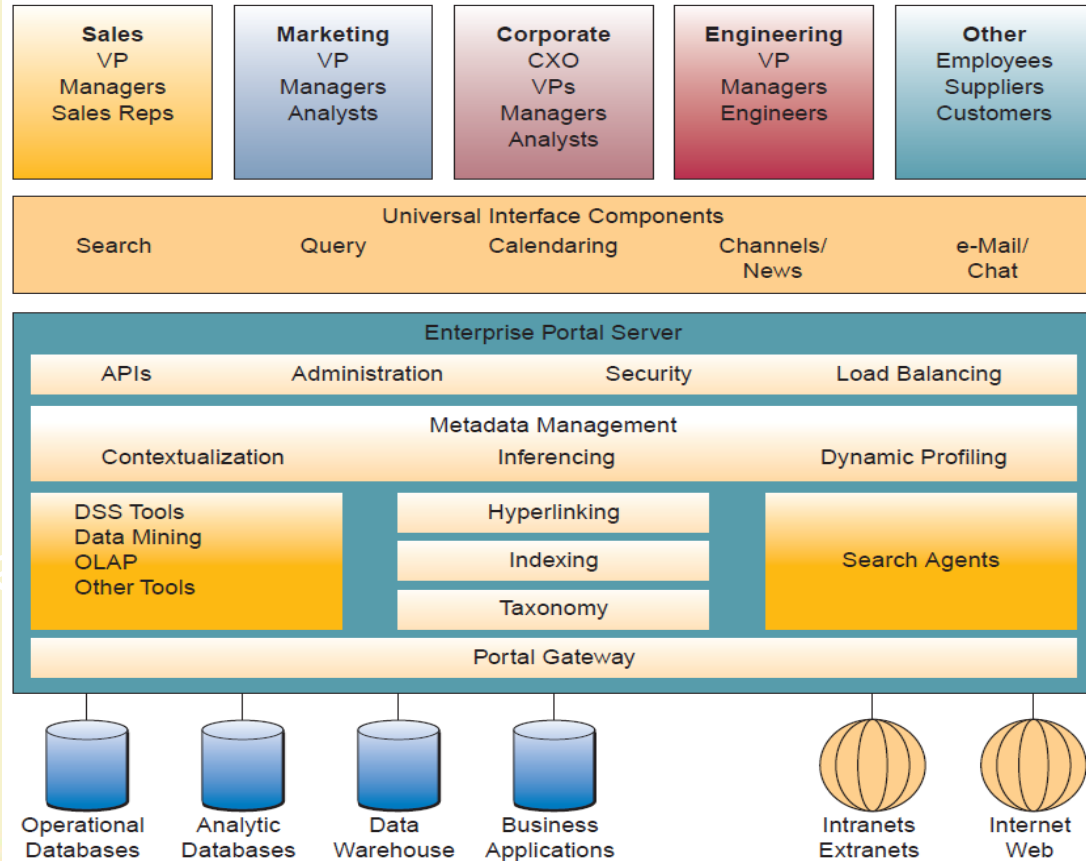 Sales
VP
Managers
Sales Reps
Marketing
VP
Managers
Analysts
Corporate
CXO
VPs
Managers
Analysts
Engineering
VP
Managers
Engineers
Other
Employees
Suppliers
Customers
Universal Interface Components
Search
Query
Calendaring
Channels/
News
e-Mail/
Chat
Enterprise Portal Server
APIs
Administration
Security
Load Balancing
Metadata Management
Contextualization
Inferencing
Dynamic Profiling
DSS Tools
Data Mining
OLAP
Other Tools
Hyperlinking
Indexing
Taxonomy
Search Agents
Portal Gateway
Operational
Databases
Analytic
Databases
Data
Warehouse
Business
Applications
Intranets
Extranets
Internet
Web